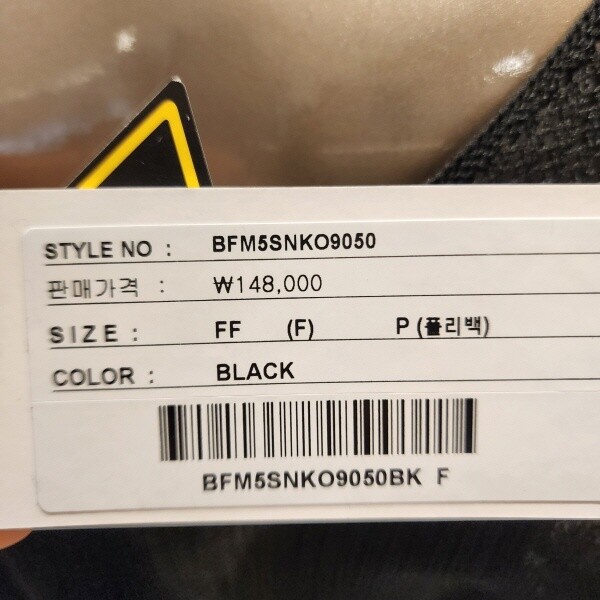 STYLE NO : BFM5SNKO9050
판매가격 : ₩148,000
SIZE : FF (F) P (폴리백)
COLOR : BLACK
BFM5SNKO9050BK F